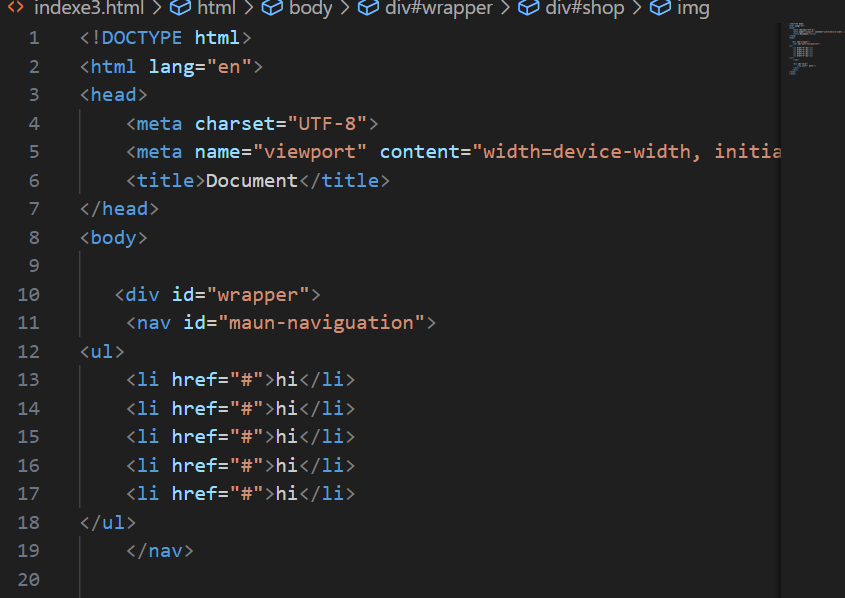 indexe3.html > html > body > div#wrapper > div#shop > img
1 <!DOCTYPE html>
2 <html lang="en">
3 <head>
4 <meta charset="UTF-8">
5 <meta name="viewport" content="width=device-width, initia
6 <title>Document</title>
7 </head>
8 <body>
9
10 <div id="wrapper">
11 <nav id="maun-naviguation">
12 <ul>
13 <li href="#">hi</li>
14 <li href="#">hi</li>
15 <li href="#">hi</li>
16 <li href="#">hi</li>
17 <li href="#">hi</li>
18 </ul>
19 </nav>
20